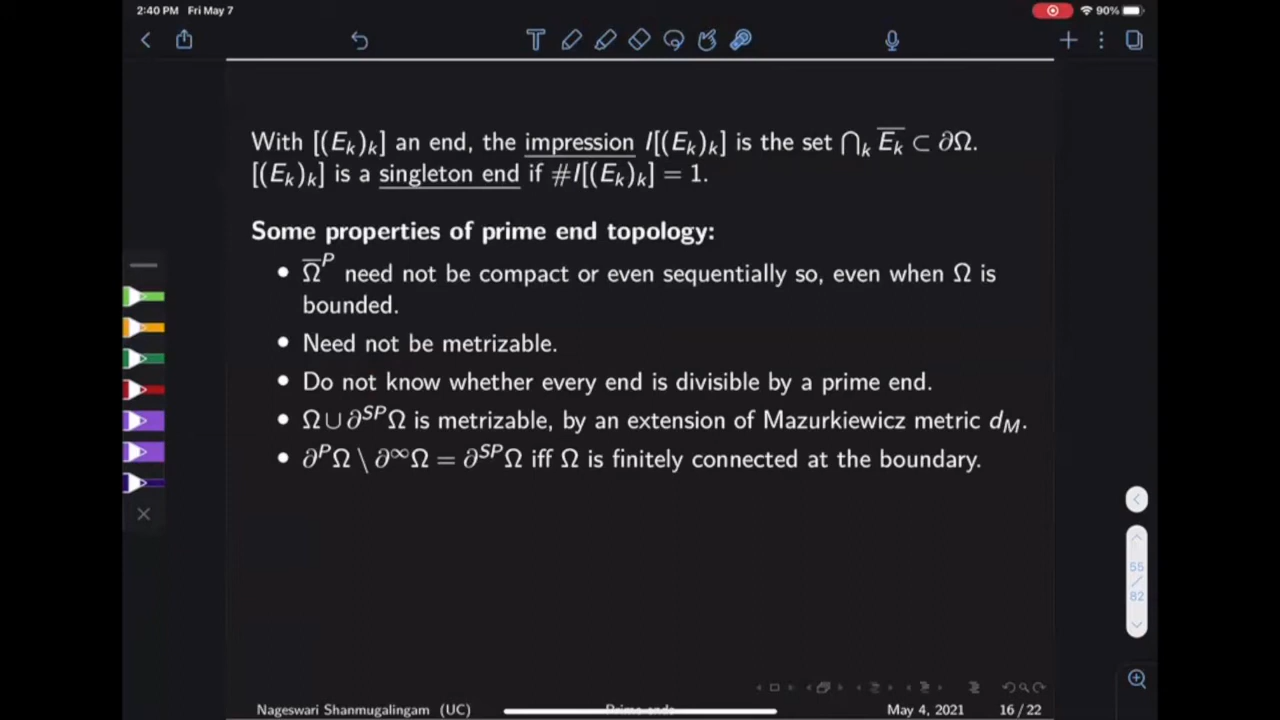 2:40 PM Fri May 7
90%
With [(E_k)_k] an end, the impression I[(E_k)_k] is the set ⋂_k \overline{E_k} ⊂ ∂Ω.
[(E_k)_k] is a singleton end if #I[(E_k)_k] = 1.
Some properties of prime end topology:
• \overline{Ω}^P need not be compact or even sequentially so, even when Ω is
bounded.
• Need not be metrizable.
• Do not know whether every end is divisible by a prime end.
• Ω ∪ ∂^{SP}Ω is metrizable, by an extension of Mazurkiewicz metric d_M.
• ∂^PΩ \ ∂^∞Ω = ∂^{SP}Ω iff Ω is finitely connected at the boundary.
55
/
82
Nageswari Shanmugalingam (UC) Prime ends May 4, 2021 16 / 22